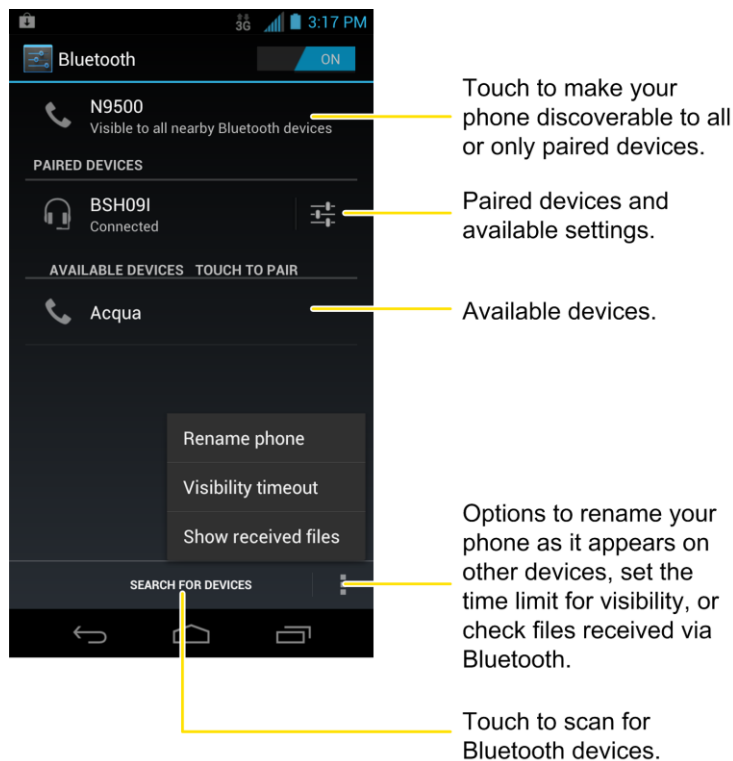 3G 3:17 PM
Bluetooth ON
N9500
Visible to all nearby Bluetooth devices
PAIRED DEVICES
BSH09I
Connected
AVAILABLE DEVICES TOUCH TO PAIR
Acqua
Rename phone
Visibility timeout
Show received files
SEARCH FOR DEVICES
Touch to make your
phone discoverable to all
or only paired devices.
Paired devices and
available settings.
Available devices.
Options to rename your
phone as it appears on
other devices, set the
time limit for visibility, or
check files received via
Bluetooth.
Touch to scan for
Bluetooth devices.